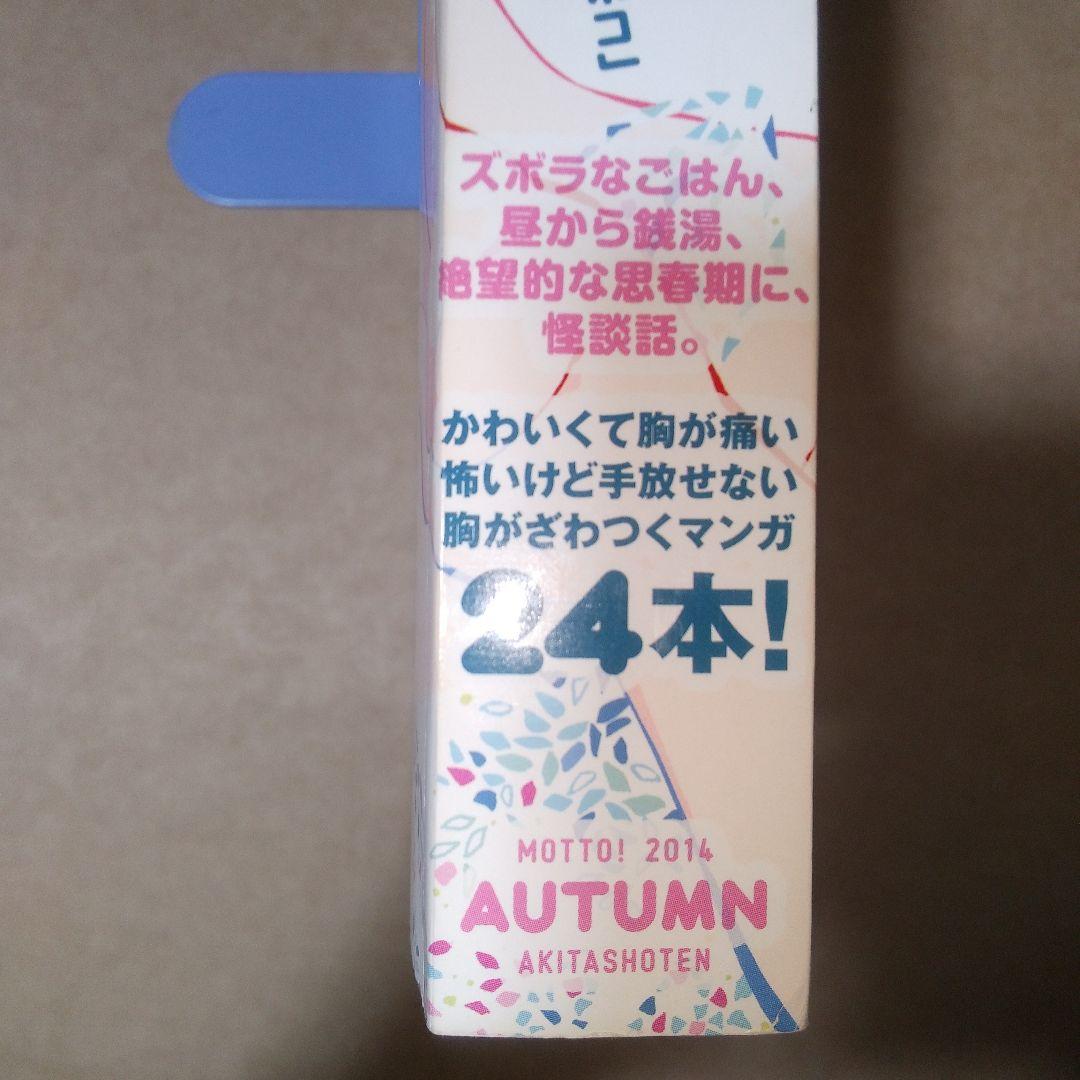 コ」
ズボラなごはん、
昼から銭湯、
絶望的な思春期に、
怪談話。
かわいくて胸が痛い
怖いけど手放せない
胸がざわつくマンガ
24本!
MOTTO! 2014
AUTUMN
AKITASHOTEN